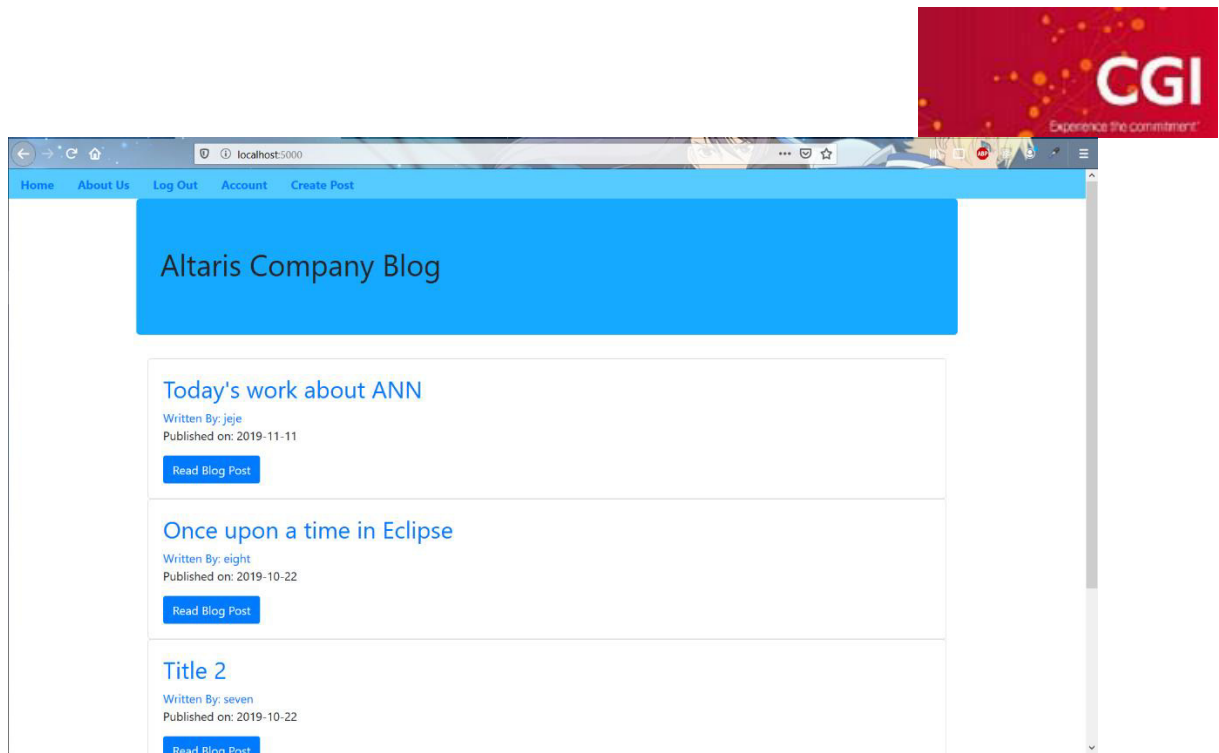 CGI
Experience the commitment®
localhost:5000
Home About Us Log Out Account Create Post
Altaris Company Blog
Today's work about ANN
Written By: jeje
Published on: 2019-11-11
Read Blog Post
Once upon a time in Eclipse
Written By: eight
Published on: 2019-10-22
Read Blog Post
Title 2
Written By: seven
Published on: 2019-10-22
Read Blog Post